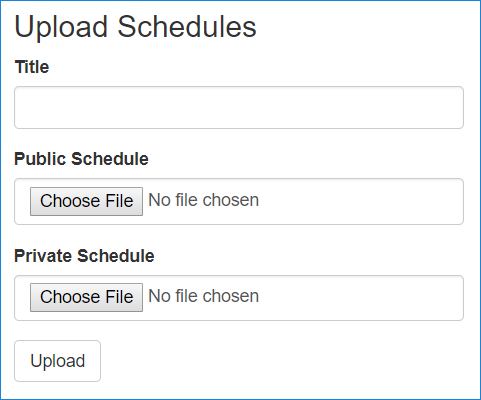 Upload Schedules
Title
Public Schedule
Choose File No file chosen
Private Schedule
Choose File No file chosen
Upload